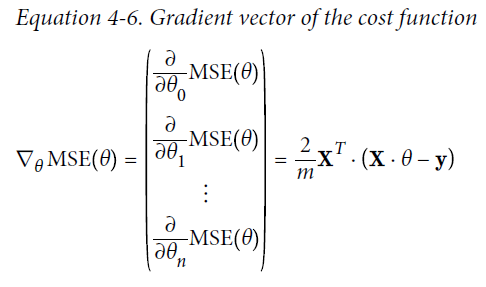 Equation 4-6. Gradient vector of the cost function
∂
∂θ₀ MSE(θ)
∂
∂θ₁ MSE(θ)
∇θ MSE(θ) = ⋮ = 2/m Xᵀ · (X · θ – y)
∂
∂θₙ MSE(θ)